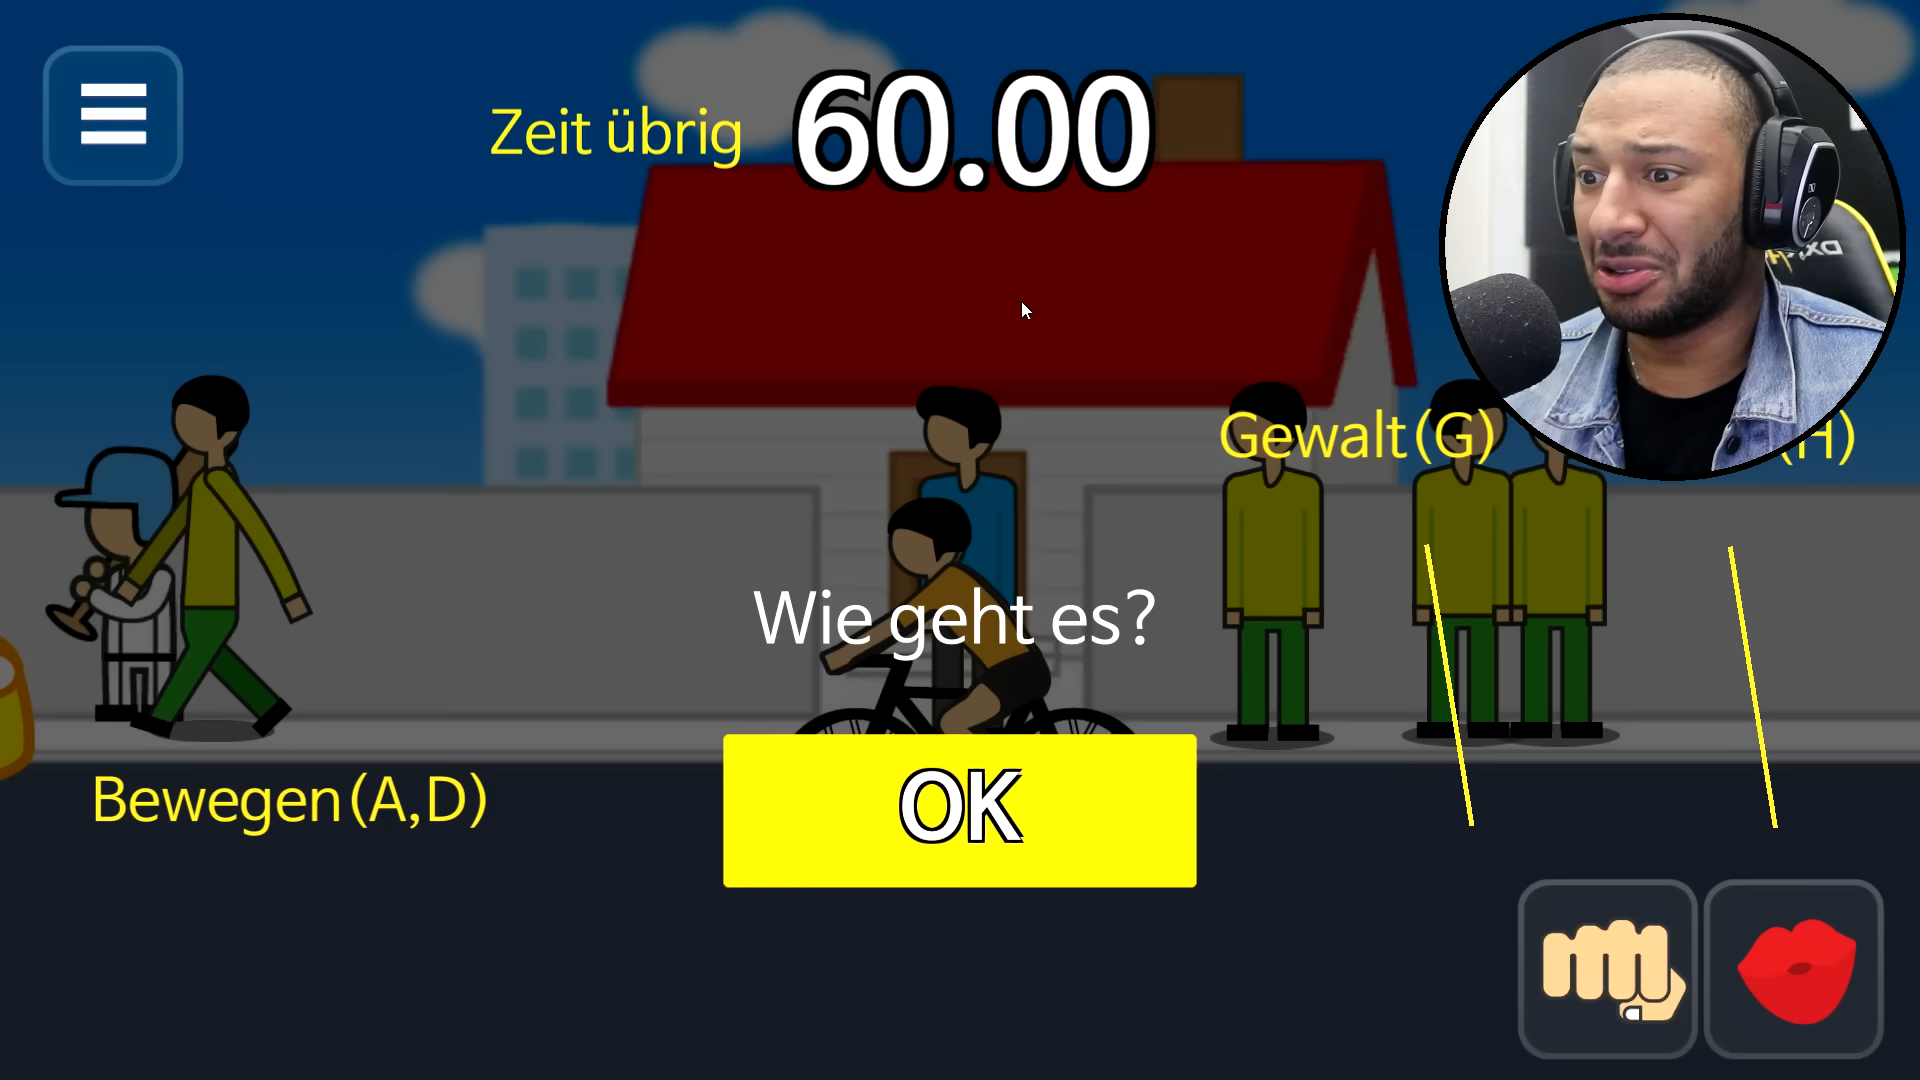 Zeit übrig
60.00
Gewalt(G)
(H)
Wie geht es?
Bewegen(A,D)
OK